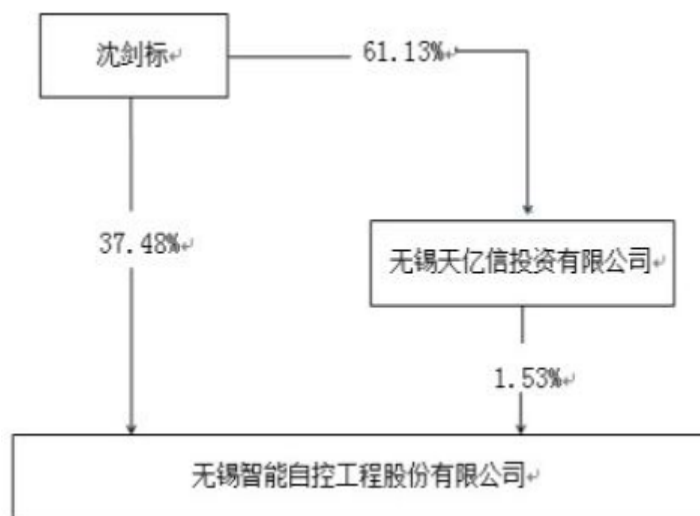 沈剑标
61.13%
37.48%
无锡天亿信投资有限公司
1.53%
无锡智能自控工程股份有限公司